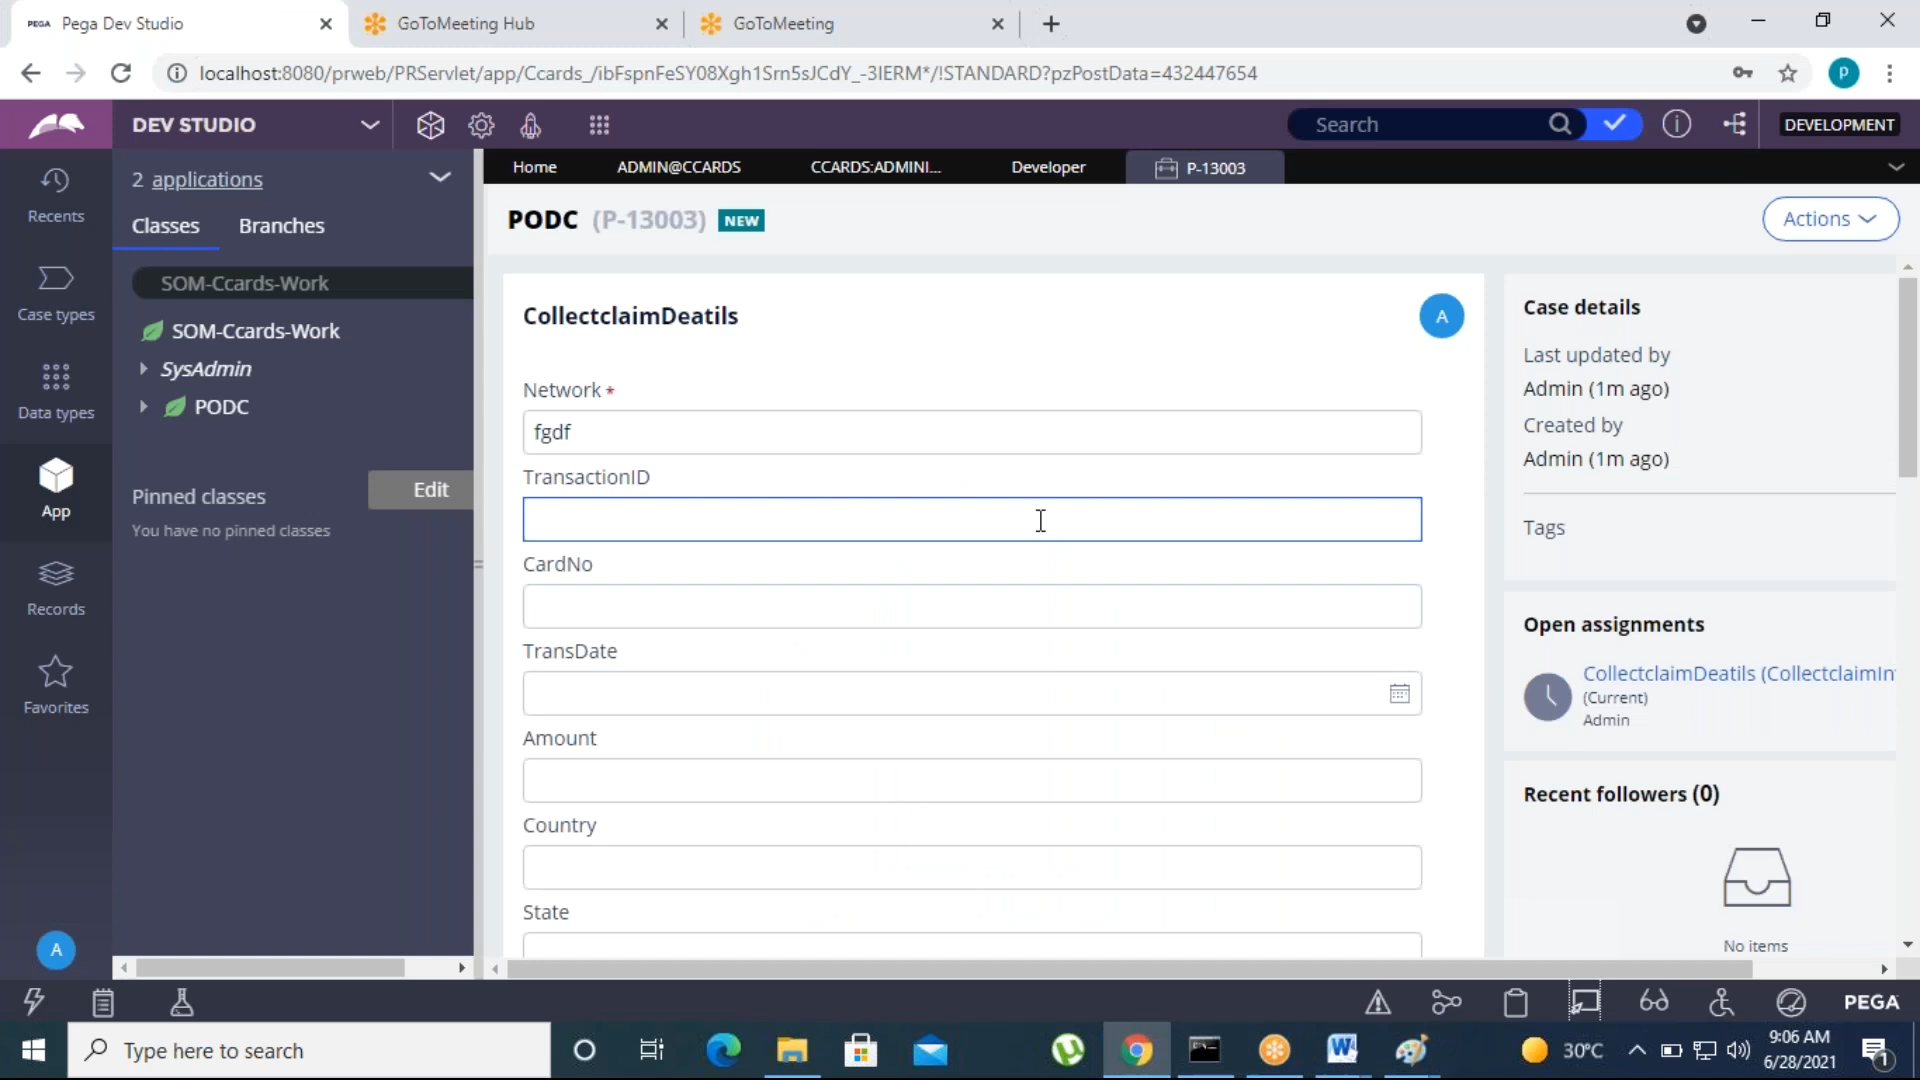 PEGA Pega Dev Studio
GoToMeeting Hub
GoToMeeting
localhost:8080/prweb/PRServlet/app/Ccards_/ibFspnFeSY08Xgh1Srn5sJCdY_-3IERM*/!STANDARD?pzPostData=432447654
P
DEV STUDIO
Search
DEVELOPMENT
Home
ADMIN@CCARDS
CCARDS:ADMINI...
Developer
P-13003
Recents
Case types
Data types
App
Records
Favorites
A
2 applications
Classes
Branches
SOM-Ccards-Work
SOM-Ccards-Work
SysAdmin
PODC
Pinned classes
Edit
You have no pinned classes
PODC (P-13003) NEW
Actions
CollectclaimDeatils
A
Network *
fgdf
TransactionID
CardNo
TransDate
Amount
Country
State
Case details
Last updated by
Admin (1m ago)
Created by
Admin (1m ago)
Tags
Open assignments
CollectclaimDeatils (CollectclaimIn
(Current)
Admin
Recent followers (0)
No items
PEGA
Type here to search
30°C
9:06 AM
6/28/2021
1